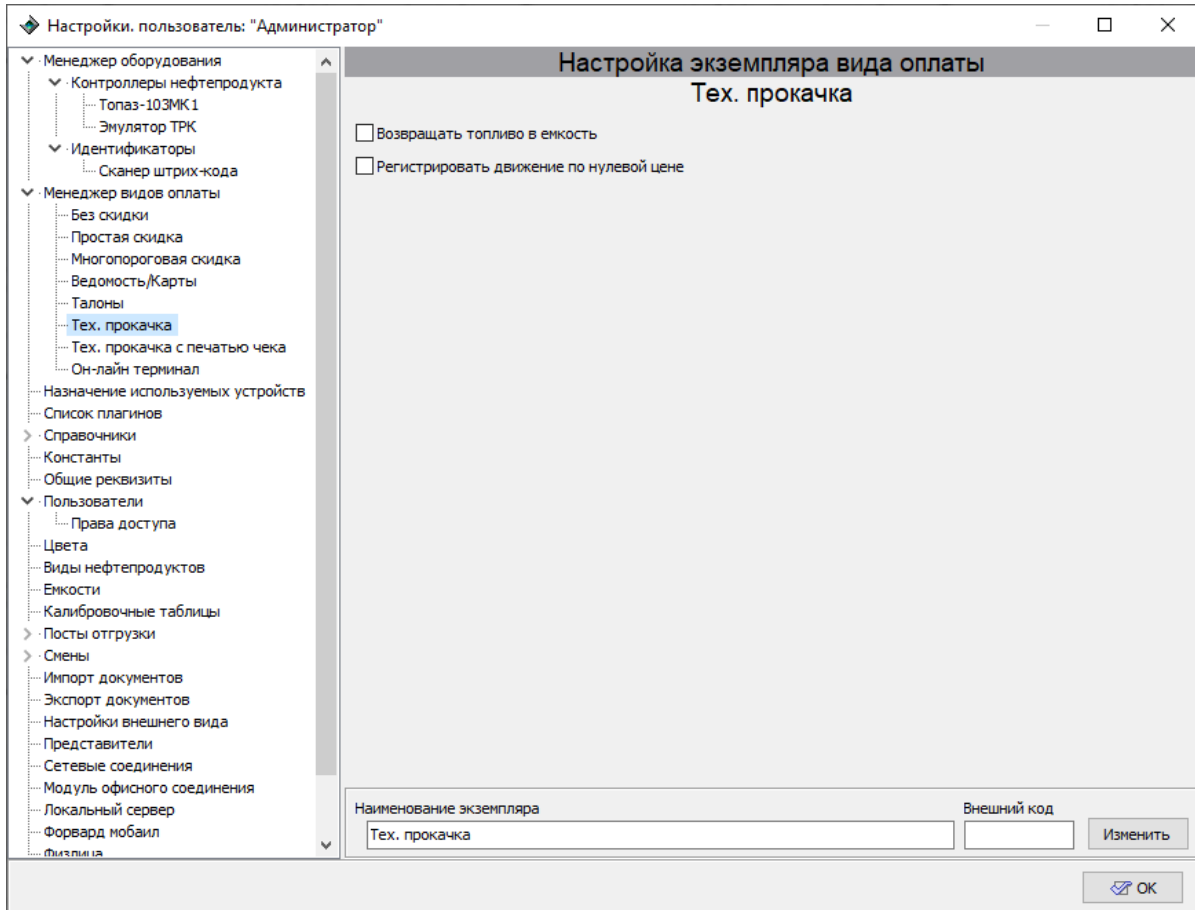 Настройки. пользователь: "Администратор"
Менеджер оборудования
Контроллеры нефтепродукта
Топаз-103МК1
Эмулятор ТРК
Идентификаторы
Сканер штрих-кода
Менеджер видов оплаты
Без скидки
Простая скидка
Многопороговая скидка
Ведомость/Карты
Талоны
Тех. прокачка
Тех. прокачка с печатью чека
Он-лайн терминал
Назначение используемых устройств
Список плагинов
Справочники
Константы
Общие реквизиты
Пользователи
Права доступа
Цвета
Виды нефтепродуктов
Емкости
Калибровочные таблицы
Посты отгрузки
Смены
Импорт документов
Экспорт документов
Настройки внешнего вида
Представители
Сетевые соединения
Модуль офисного соединения
Локальный сервер
Форвард мобаил
Физлица
Настройка экземпляра вида оплаты
Тех. прокачка
Возвращать топливо в емкость
Регистрировать движение по нулевой цене
Наименование экземпляра
Внешний код
Тех. прокачка
Изменить
ОК